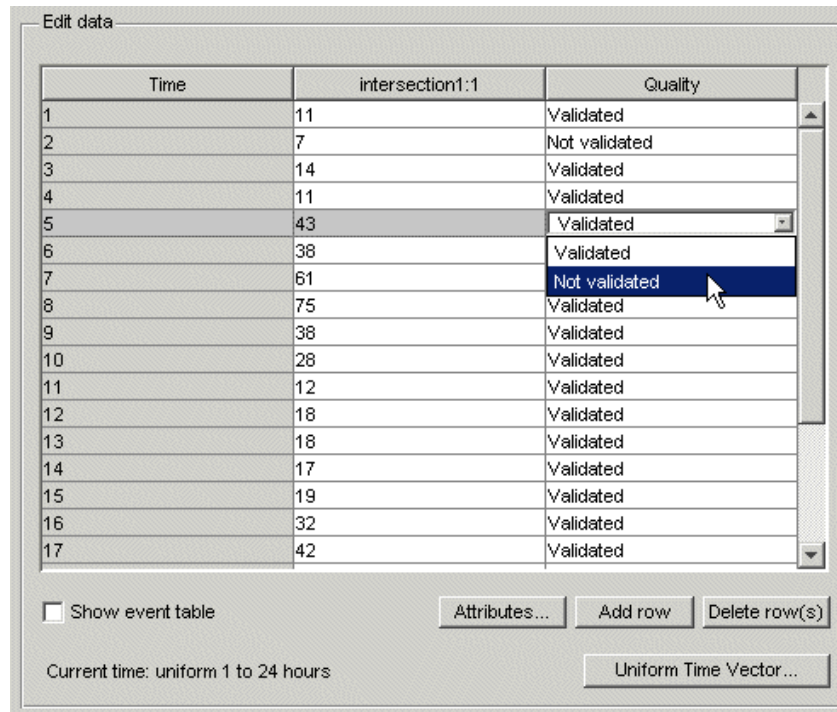 Edit data
Time intersection1:1 Quality
1 11 Validated
2 7 Not validated
3 14 Validated
4 11 Validated
5 43 Validated
6 38 Validated
7 61 Not validated
8 75 Validated
9 38 Validated
10 28 Validated
11 12 Validated
12 18 Validated
13 18 Validated
14 17 Validated
15 19 Validated
16 32 Validated
17 42 Validated
Show event table Attributes... Add row Delete row(s)
Current time: uniform 1 to 24 hours Uniform Time Vector...